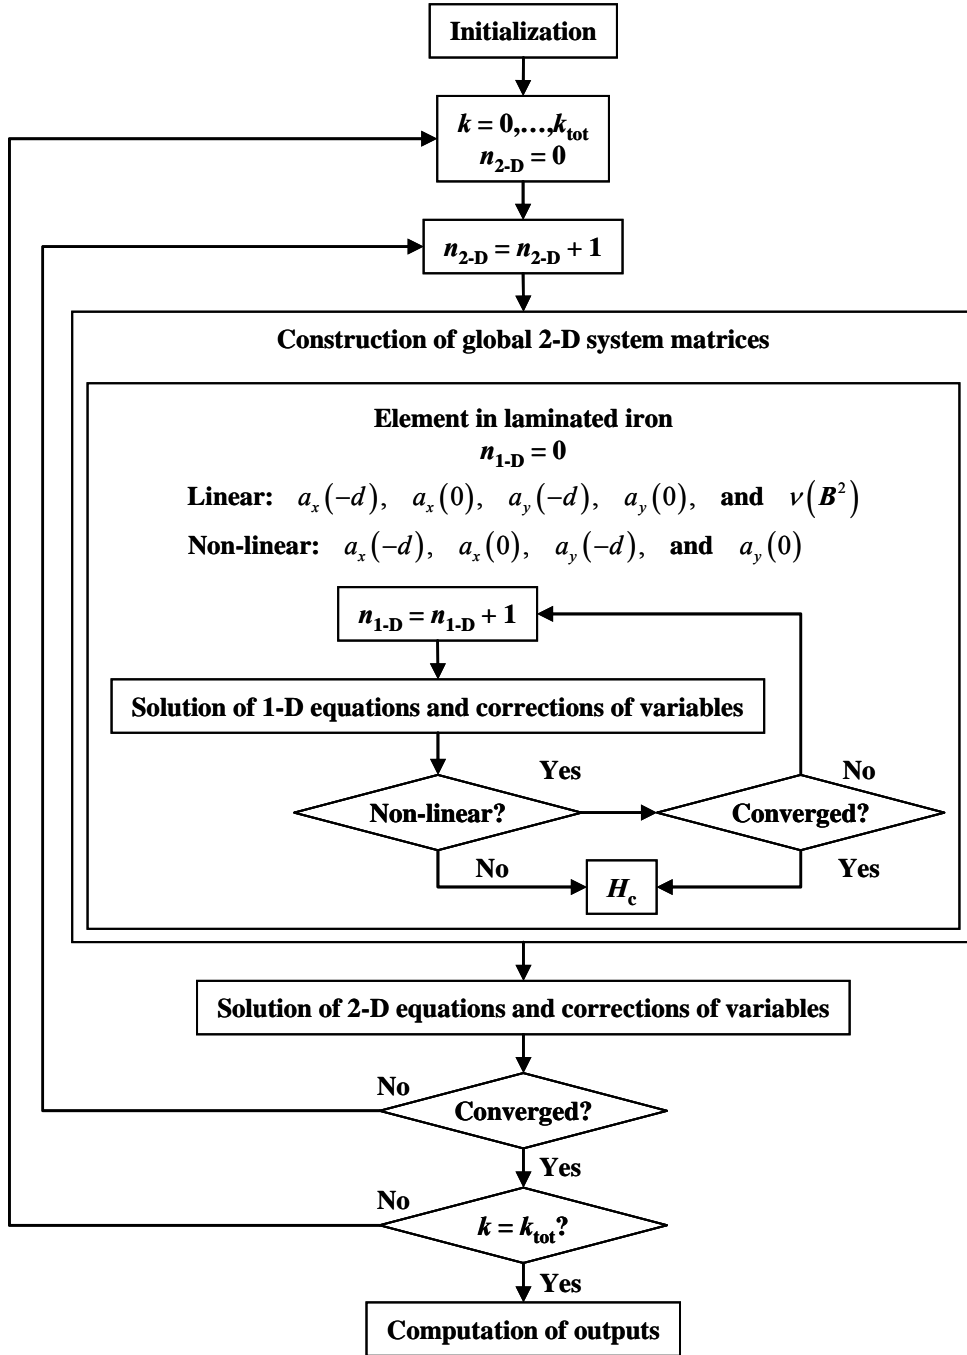 Initialization
k = 0,…,k_tot
n_2-D = 0
n_2-D = n_2-D + 1
Construction of global 2-D system matrices
Element in laminated iron
n_1-D = 0
Linear: a_x(−d), a_x(0), a_y(−d), a_y(0), and ν(B²)
Non-linear: a_x(−d), a_x(0), a_y(−d), and a_y(0)
n_1-D = n_1-D + 1
Solution of 1-D equations and corrections of variables
Yes
No
Non-linear?
Converged?
No
Yes
H_c
Solution of 2-D equations and corrections of variables
No
Converged?
Yes
No
k = k_tot?
Yes
Computation of outputs